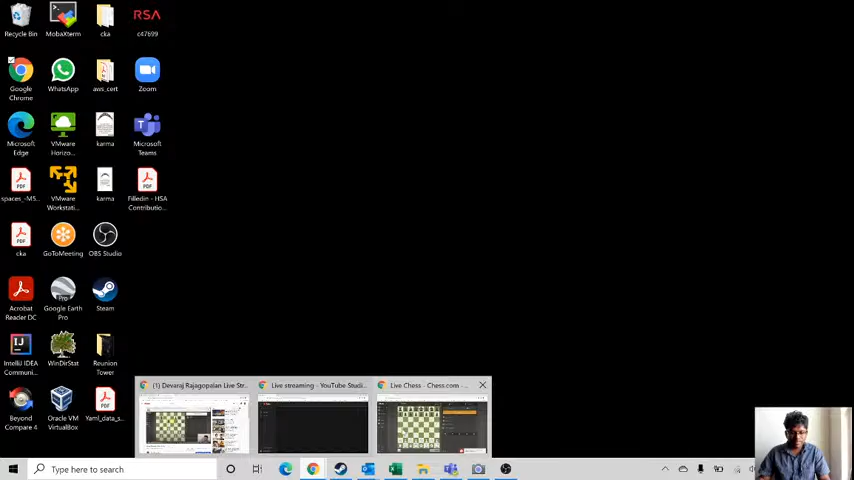 Recycle Bin
MobaXterm
cka
RSA
c47699
Google
Chrome
WhatsApp
aws_cert
Zoom
Microsoft
Edge
VMware
Horizo...
karma
Microsoft
Teams
spaces_-M5...
VMware
Workstati...
karma
Filledin - HSA
Contributio...
cka
GoToMeeting
OBS Studio
Acrobat
Reader DC
Google Earth
Pro
Steam
IntelliJ IDEA
Communi...
WinDirStat
Reunion
Tower
Beyond
Compare 4
Oracle VM
VirtualBox
Yaml_data_s...
(1) Devaraj Rajagopalan Live Str...
Live streaming - YouTube Studi...
Live Chess - Chess.com -...
Type here to search